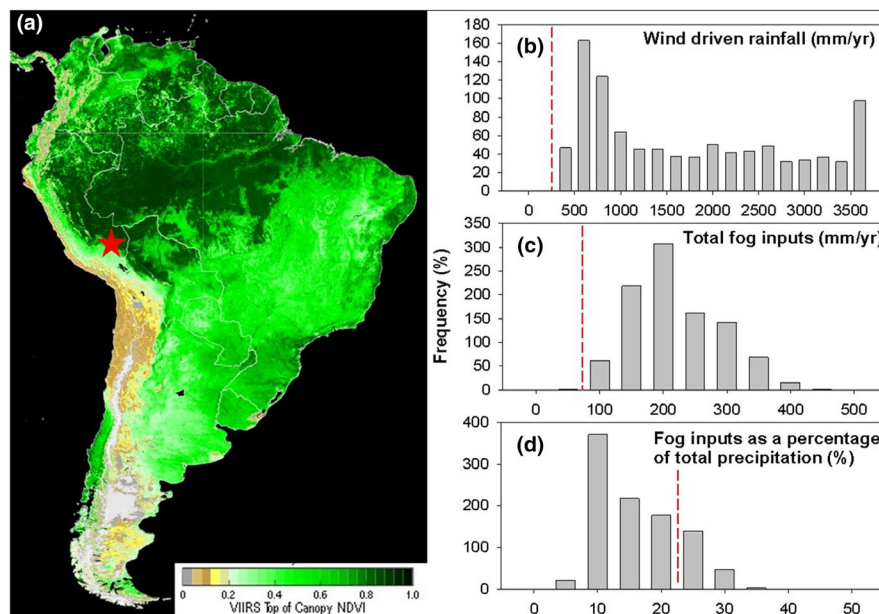 (a)
0 0.2 0.4 0.6 0.8 1.0
VIIRS Top of Canopy NDVI
Frequency (%)
(b)
Wind driven rainfall (mm/yr)
180
160
140
120
100
80
60
40
20
0
0 500 1000 1500 2000 2500 3000 3500
(c)
Total fog inputs (mm/yr)
350
300
250
200
150
100
50
0
0 100 200 300 400 500
(d)
Fog inputs as a percentage
of total precipitation (%)
400
300
200
100
0
0 10 20 30 40 50